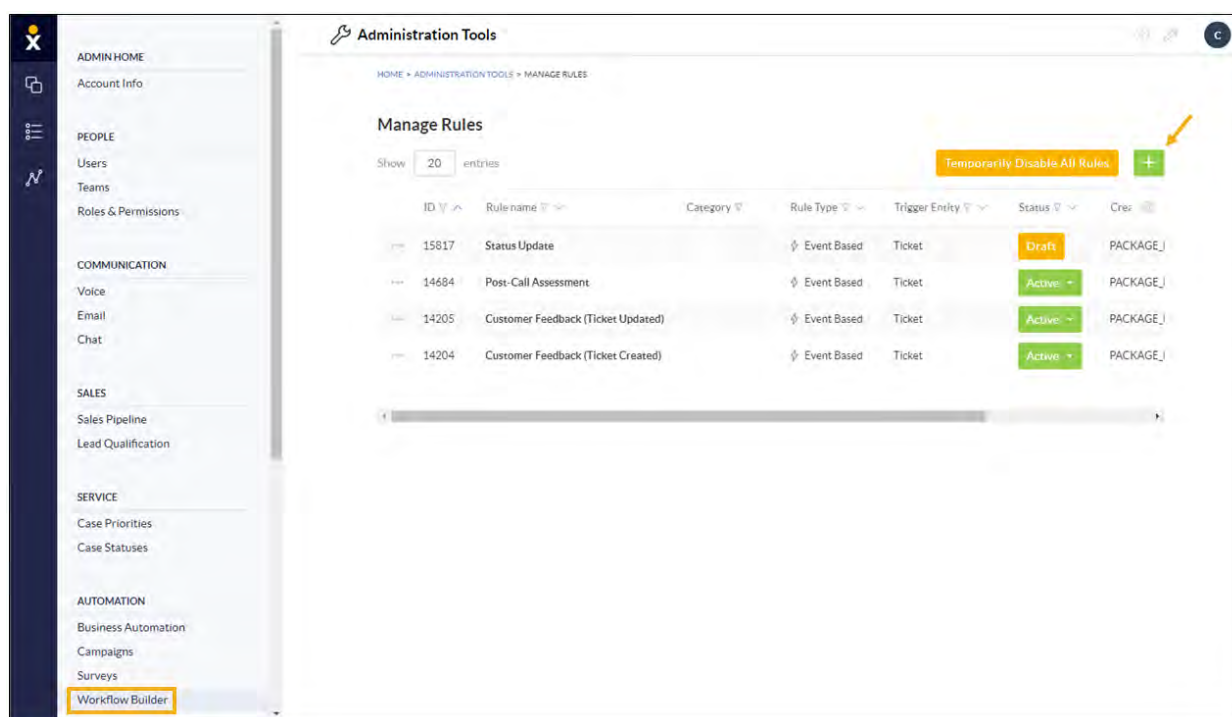 Administration Tools
C
ADMIN HOME
Account Info
PEOPLE
Users
Teams
Roles & Permissions
COMMUNICATION
Voice
Email
Chat
SALES
Sales Pipeline
Lead Qualification
SERVICE
Case Priorities
Case Statuses
AUTOMATION
Business Automation
Campaigns
Surveys
Workflow Builder
HOME > ADMINISTRATION TOOLS > MANAGE RULES
Manage Rules
Show 20 entries
Temporarily Disable All Rules +
ID Rule name Category Rule Type Trigger Entity Status Crea
15817 Status Update Event Based Ticket Draft PACKAGE_
14684 Post-Call Assessment Event Based Ticket Active PACKAGE_
14205 Customer Feedback (Ticket Updated) Event Based Ticket Active PACKAGE_
14204 Customer Feedback (Ticket Created) Event Based Ticket Active PACKAGE_